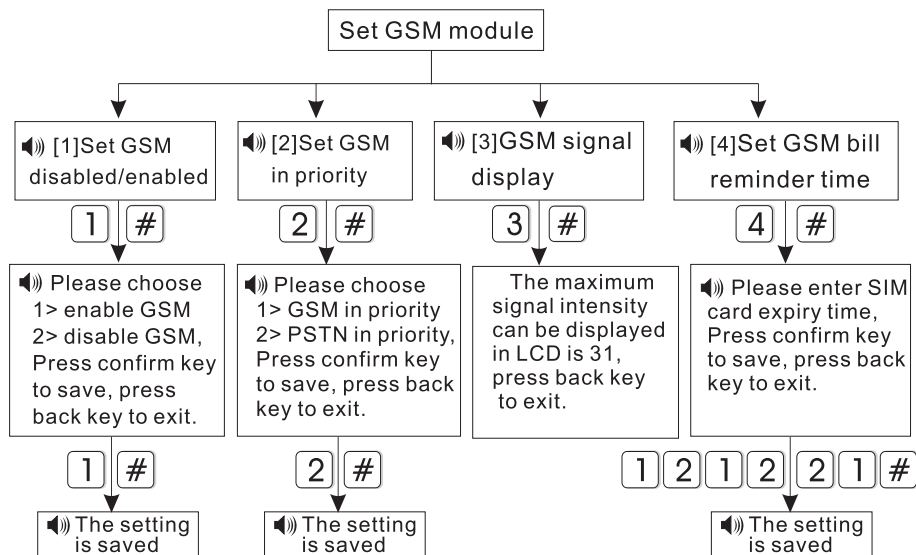 Set GSM module
[1]Set GSM
disabled/enabled
[2]Set GSM
in priority
[3]GSM signal
display
[4]Set GSM bill
reminder time
1 #
2 #
3 #
4 #
Please choose
1> enable GSM
2> disable GSM,
Press confirm key
to save, press
back key to exit.
Please choose
1> GSM in priority
2> PSTN in priority,
Press confirm key
to save, press back
key to exit.
The maximum
signal intensity
can be displayed
in LCD is 31,
press back key
to exit.
Please enter SIM
card expiry time,
Press confirm key
to save, press back
key to exit.
1 #
2 #
1 2 1 2 2 1 #
The setting
is saved
The setting
is saved
The setting
is saved